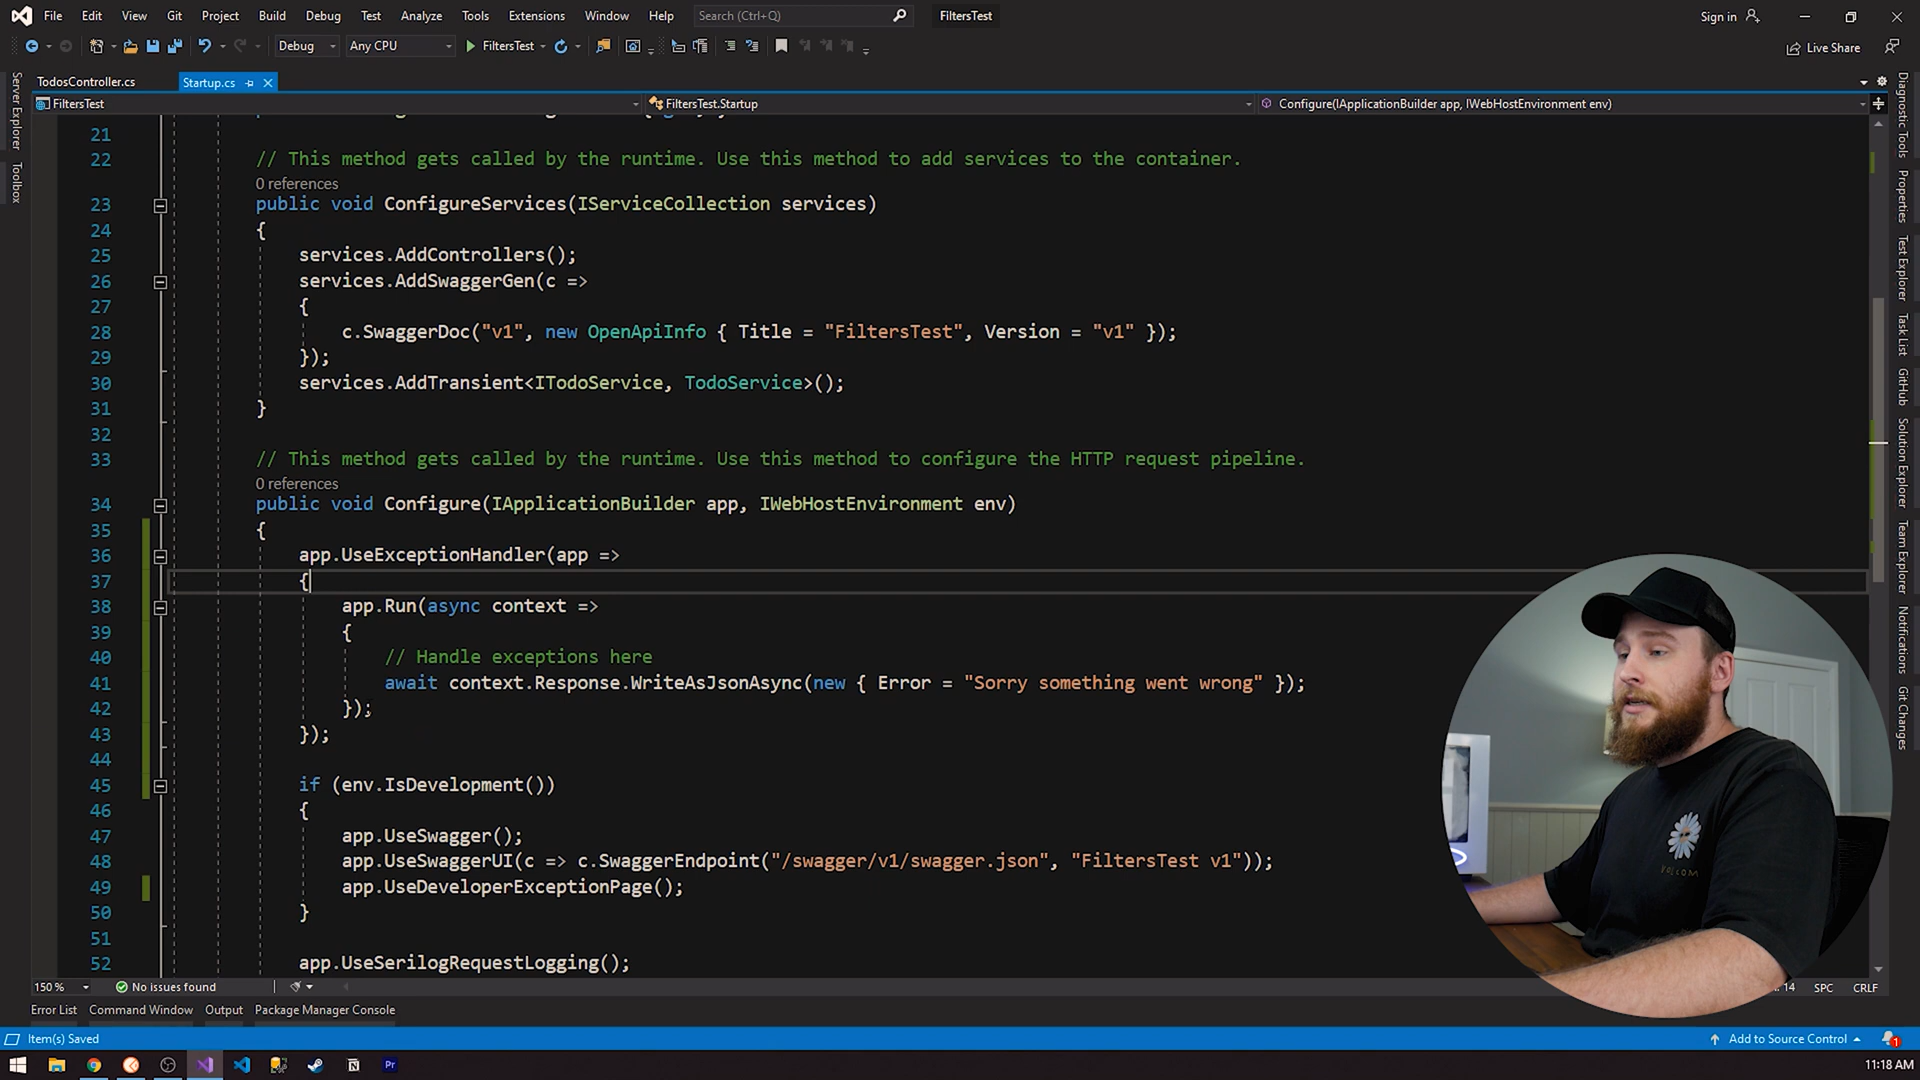 File Edit View Git Project Build Debug Test Analyze Tools Extensions Window Help Search (Ctrl+Q) FiltersTest Sign in
Debug Any CPU FiltersTest Live Share
TodosController.cs Startup.cs
FiltersTest FiltersTest.Startup Configure(IApplicationBuilder app, IWebHostEnvironment env)
Server Explorer
Toolbox
21
22 // This method gets called by the runtime. Use this method to add services to the container.
0 references
23 public void ConfigureServices(IServiceCollection services)
24 {
25 services.AddControllers();
26 services.AddSwaggerGen(c =>
27 {
28 c.SwaggerDoc("v1", new OpenApiInfo { Title = "FiltersTest", Version = "v1" });
29 });
30 services.AddTransient<ITodoService, TodoService>();
31 }
32
33 // This method gets called by the runtime. Use this method to configure the HTTP request pipeline.
0 references
34 public void Configure(IApplicationBuilder app, IWebHostEnvironment env)
35 {
36 app.UseExceptionHandler(app =>
37 {
38 app.Run(async context =>
39 {
40 // Handle exceptions here
41 await context.Response.WriteAsJsonAsync(new { Error = "Sorry something went wrong" });
42 });
43 });
44
45 if (env.IsDevelopment())
46 {
47 app.UseSwagger();
48 app.UseSwaggerUI(c => c.SwaggerEndpoint("/swagger/v1/swagger.json", "FiltersTest v1"));
49 app.UseDeveloperExceptionPage();
50 }
51
52 app.UseSerilogRequestLogging();
Diagnostic Tools
Properties
Test Explorer
Task List
GitHub
Solution Explorer
Team Explorer
Notifications
Git Changes
150 % No issues found 14 SPC CRLF
Error List Command Window Output Package Manager Console
Item(s) Saved Add to Source Control 1
Pr 11:18 AM